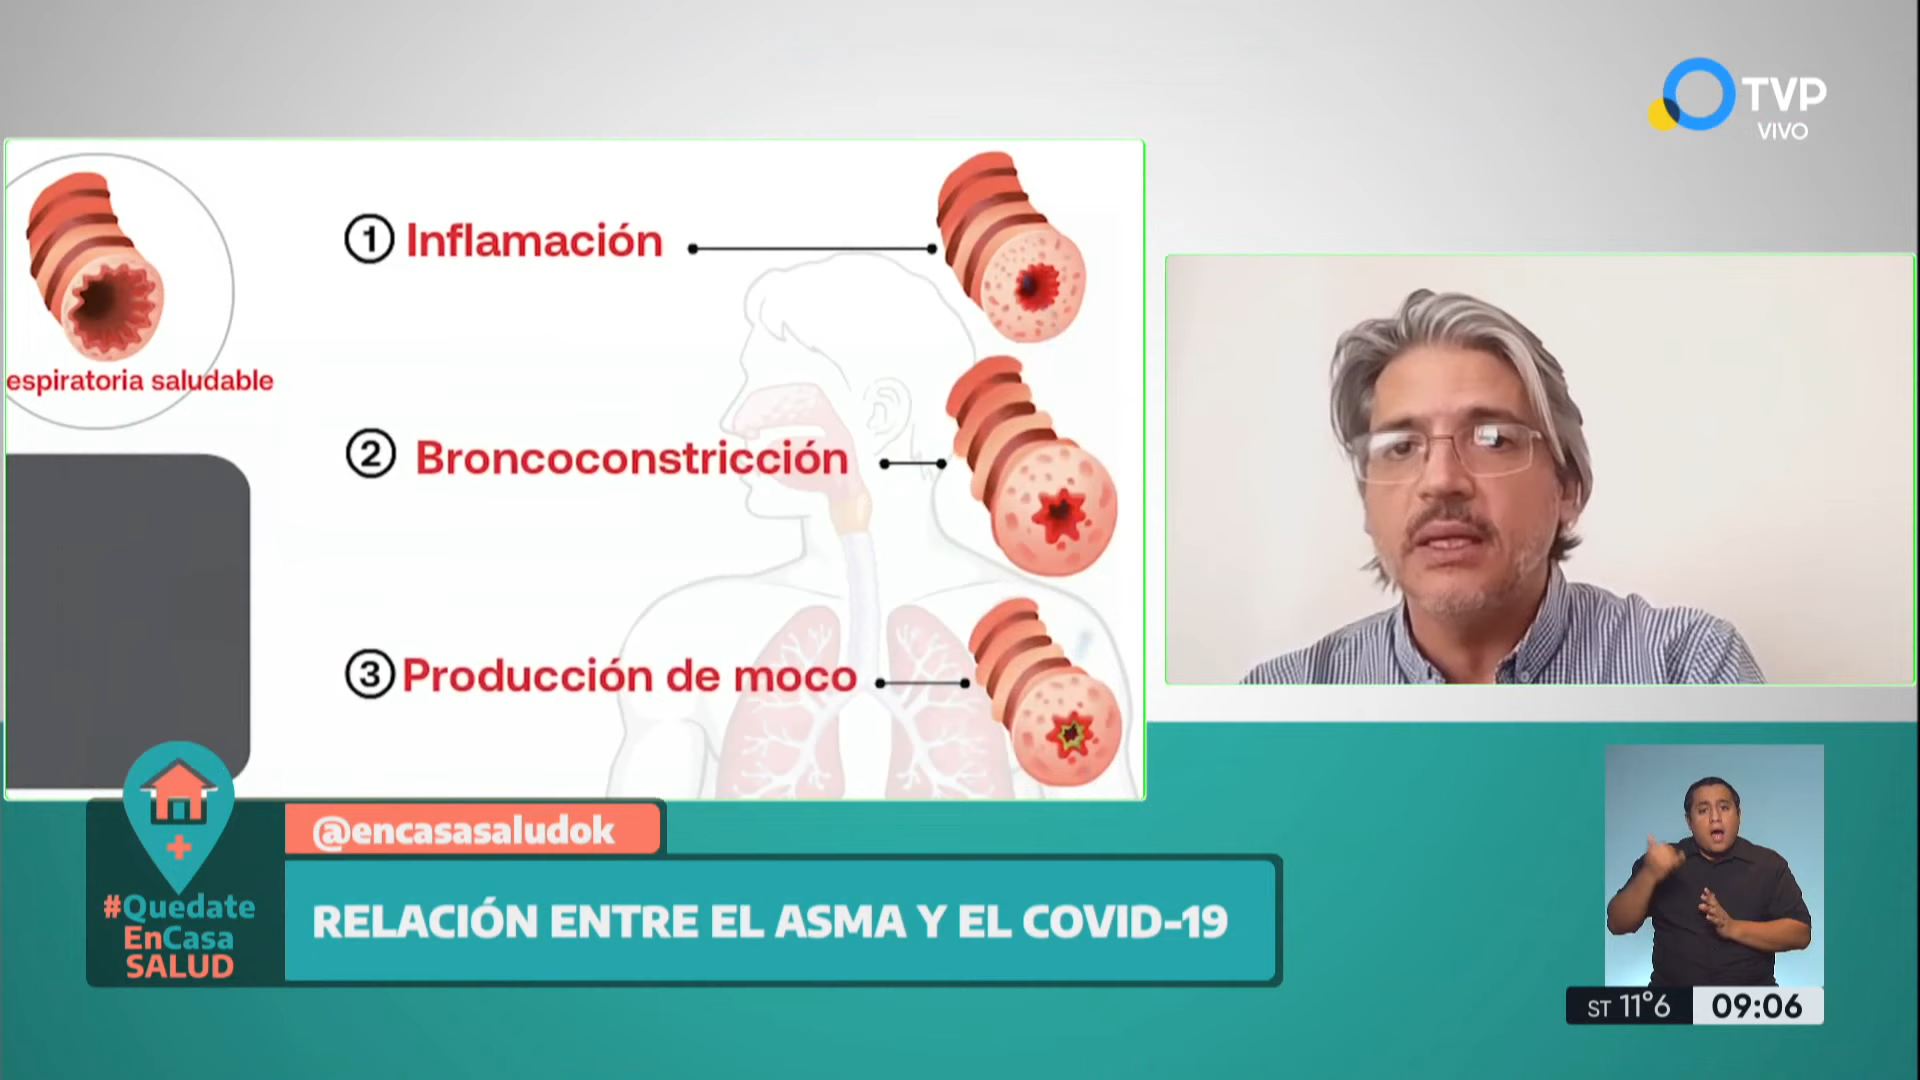 TVP
VIVO
espiratoria saludable
1 Inflamación
2 Broncoconstricción
3 Producción de moco
@encasasaludok
RELACIÓN ENTRE EL ASMA Y EL COVID-19
#Quedate
EnCasa
SALUD
ST 11°6 09:06